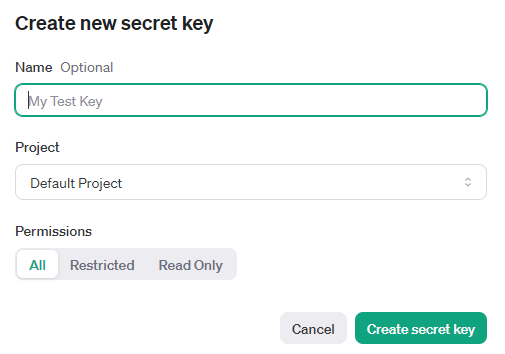 Create new secret key
Name Optional
My Test Key
Project
Default Project
Permissions
All Restricted Read Only
Cancel Create secret key